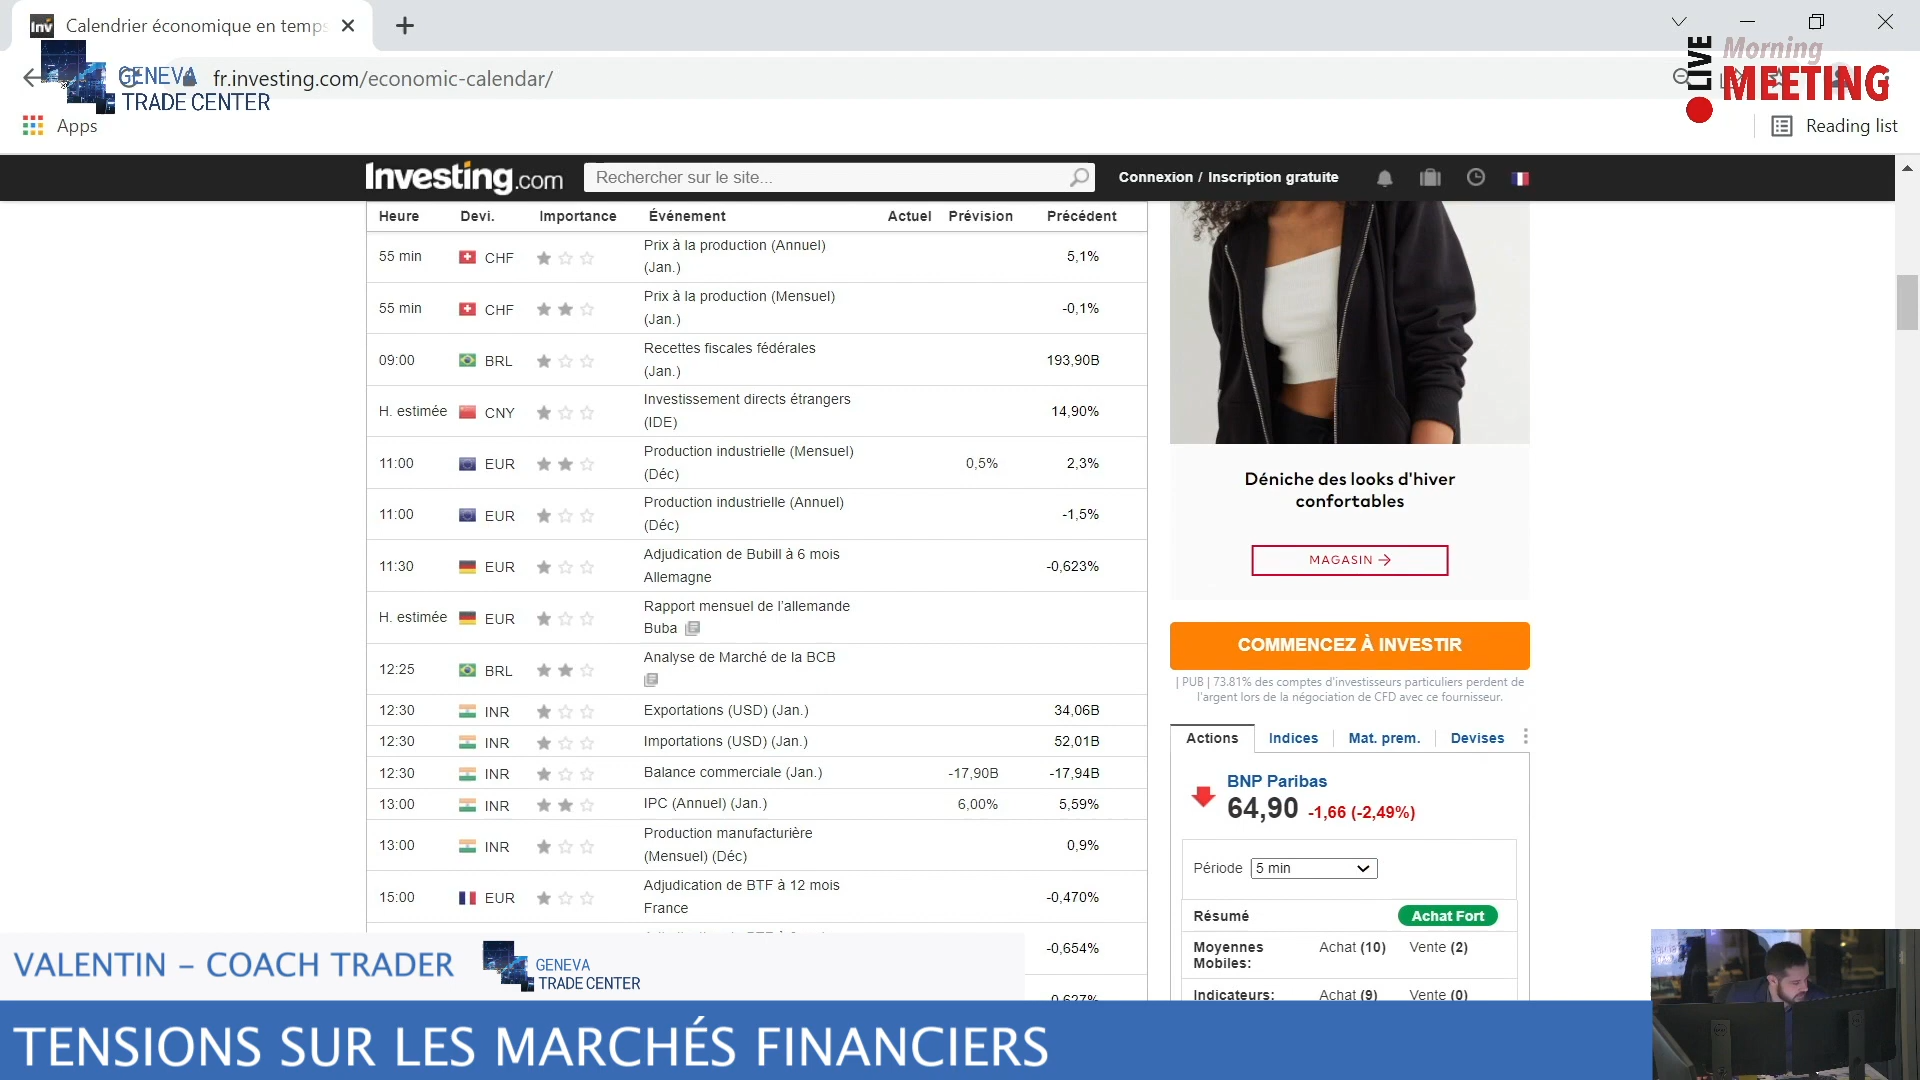 Calendrier économique en temps
GENEVA
TRADE CENTER
fr.investing.com/economic-calendar/
LIVE
Morning
MEETING
Apps
Reading list
Investing.com
Rechercher sur le site...
Connexion / Inscription gratuite
Heure Devi. Importance Événement Actuel Prévision Précédent
55 min CHF Prix à la production (Annuel) 5,1%
(Jan.)
55 min CHF Prix à la production (Mensuel) -0,1%
(Jan.)
09:00 BRL Recettes fiscales fédérales 193,90B
(Jan.)
H. estimée CNY Investissement directs étrangers 14,90%
(IDE)
11:00 EUR Production industrielle (Mensuel) 0,5% 2,3%
(Déc)
11:00 EUR Production industrielle (Annuel) -1,5%
(Déc)
11:30 EUR Adjudication de Bubill à 6 mois -0,623%
Allemagne
H. estimée EUR Rapport mensuel de l'allemande
Buba
12:25 BRL Analyse de Marché de la BCB
12:30 INR Exportations (USD) (Jan.) 34,06B
12:30 INR Importations (USD) (Jan.) 52,01B
12:30 INR Balance commerciale (Jan.) -17,90B -17,94B
13:00 INR IPC (Annuel) (Jan.) 6,00% 5,59%
13:00 INR Production manufacturière 0,9%
(Mensuel) (Déc)
15:00 EUR Adjudication de BTF à 12 mois -0,470%
France
-0,654%
Déniche des looks d'hiver
confortables
MAGASIN
COMMENCEZ À INVESTIR
| PUB | 73.81% des comptes d'investisseurs particuliers perdent de
l'argent lors de la négociation de CFD avec ce fournisseur.
Actions Indices Mat. prem. Devises
BNP Paribas
64,90 -1,66 (-2,49%)
Période 5 min
Résumé Achat Fort
Moyennes Achat (10) Vente (2)
Mobiles:
Indicateurs: Achat (9) Vente (0)
VALENTIN – COACH TRADER
GENEVA
TRADE CENTER
TENSIONS SUR LES MARCHÉS FINANCIERS